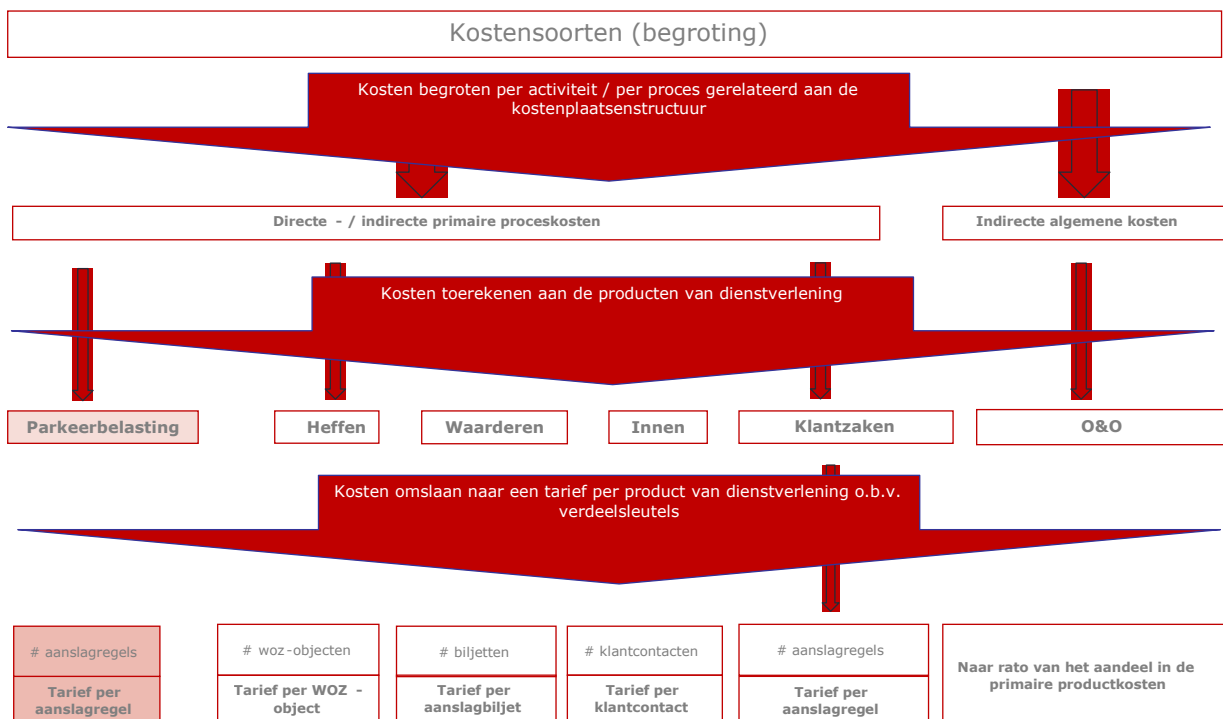 Kostensoorten (begroting)
Kosten begroten per activiteit / per proces gerelateerd aan de
kostenplaatsenstructuur
Directe - / indirecte primaire proceskosten
Indirecte algemene kosten
Kosten toerekenen aan de producten van dienstverlening
Parkeerbelasting
Heffen
Waarderen
Innen
Klantzaken
O&O
Kosten omslaan naar een tarief per product van dienstverlening o.b.v.
verdeelsleutels
# aanslagregels
Tarief per
aanslagregel
# woz-objecten
Tarief per WOZ -
object
# biljetten
Tarief per
aanslagbiljet
# klantcontacten
Tarief per
klantcontact
# aanslagregels
Tarief per
aanslagregel
Naar rato van het aandeel in de
primaire productkosten